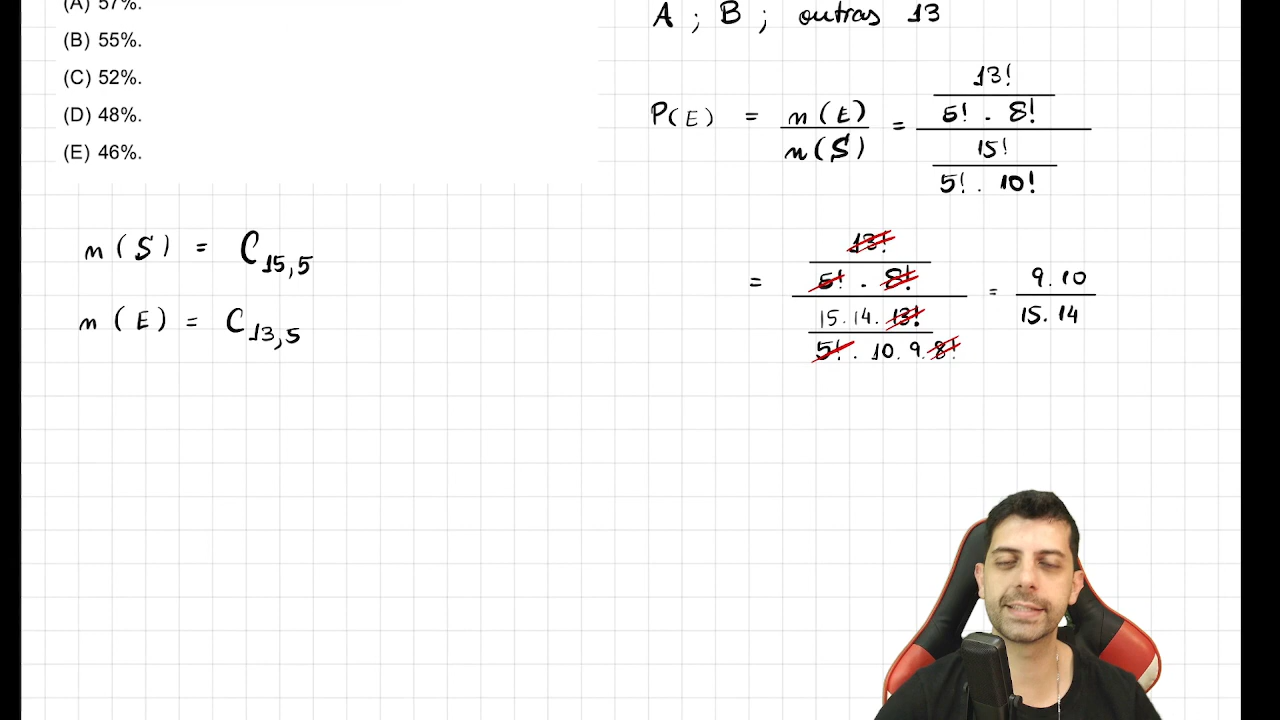 (A) 57%.
(B) 55%.
(C) 52%.
(D) 48%.
(E) 46%.
n(S) = C15,5
n(E) = C13,5
A ; B ; outras 13
P(E) = n(E) / n(S) = 13! / 5! . 8! / 15! / 5! . 10!
= 13! / 5! . 8! / 15. 14. 13! / 5! . 10. 9. 8! = 9. 10 / 15. 14